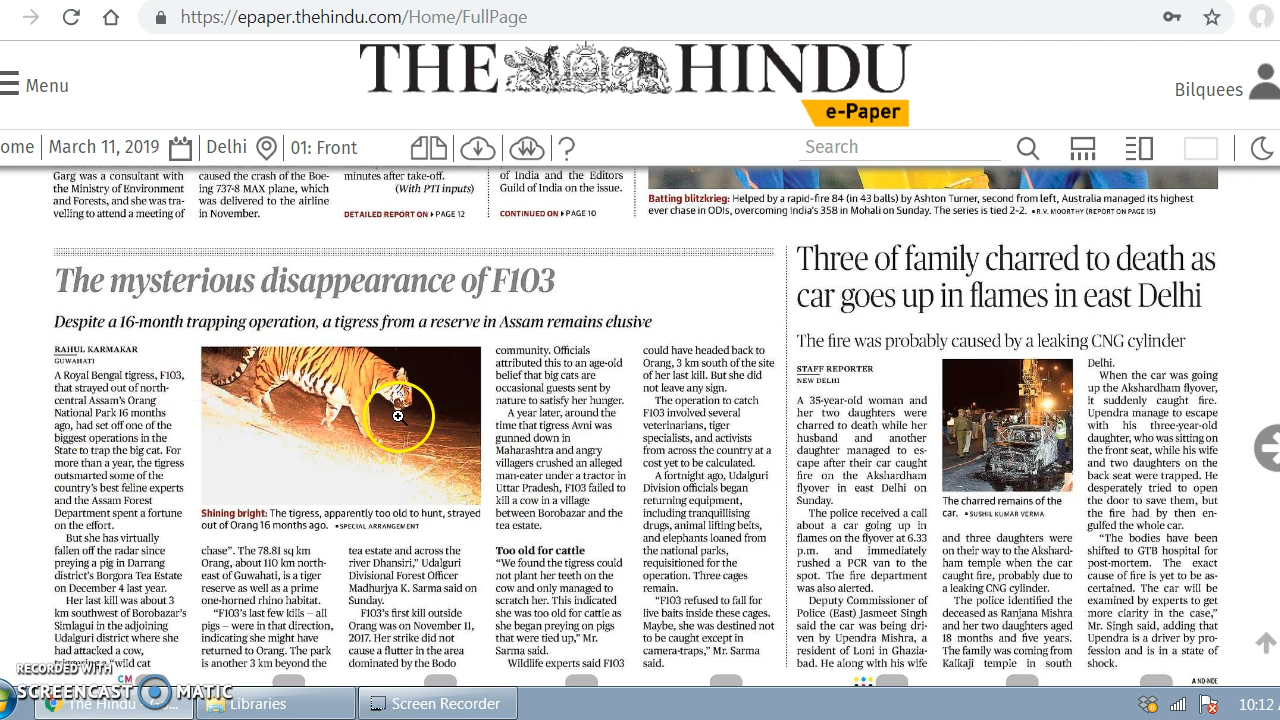 https://epaper.thehindu.com/Home/FullPage
THE HINDU
e-Paper
Menu
Bilquees
ome
March 11, 2019
Delhi
01: Front
?
Search
Garg was a consultant with
the Ministry of Environment
and Forests, and she was tra-
velling to attend a meeting of
caused the crash of the Boe-
ing 737-8 MAX plane, which
was delivered to the airline
in November.
minutes after take-off.
(With PTI inputs)
DETAILED REPORT ON PAGE 12
of India and the Editors
Guild of India on the issue.
CONTINUED ON PAGE 10
Batting blitzkrieg: Helped by a rapid-fire 84 (in 43 balls) by Ashton Turner, second from left, Australia managed its highest
ever chase in ODIs, overcoming India's 358 in Mohali on Sunday. The series is tied 2-2. ■R.V. MOORTHY (REPORT ON PAGE 15)
The mysterious disappearance of F103
Despite a 16-month trapping operation, a tigress from a reserve in Assam remains elusive
RAHUL KARMAKAR
GUWAHATI
A Royal Bengal tigress, F103,
that strayed out of north-
central Assam's Orang
National Park 16 months
ago, had set off one of the
biggest operations in the
State to trap the big cat. For
more than a year, the tigress
outsmarted some of the
country's best feline experts
and the Assam Forest
Department spent a fortune
on the effort.
But she has virtually
fallen off the radar since
preying a pig in Darrang
district's Borgora Tea Estate
on December 4 last year.
Her last kill was about 3
km southwest of Borobazar's
Simlagui in the adjoining
Udalguri district where she
had attacked a cow,
triggering a "wild cat
Shining bright: The tigress, apparently too old to hunt, strayed
out of Orang 16 months ago. ■SPECIAL ARRANGEMENT
chase". The 78.81 sq km
Orang, about 110 km north-
east of Guwahati, is a tiger
reserve as well as a prime
one-horned rhino habitat.
"F103's last few kills – all
pigs – were in that direction,
indicating she might have
returned to Orang. The park
is another 3 km beyond the
tea estate and across the
river Dhansiri," Udalguri
Divisional Forest Officer
Madhurjya K. Sarma said on
Sunday.
F103's first kill outside
Orang was on November 11,
2017. Her strike did not
cause a flutter in the area
dominated by the Bodo
community. Officials
attributed this to an age-old
belief that big cats are
occasional guests sent by
nature to satisfy her hunger.
A year later, around the
time that tigress Avni was
gunned down in
Maharashtra and angry
villagers crushed an alleged
man-eater under a tractor in
Uttar Pradesh, F103 failed to
kill a cow in a village
between Borobazar and the
tea estate.
Too old for cattle
"We found the tigress could
not plant her teeth on the
cow and only managed to
scratch her. This indicated
she was too old for cattle as
she began preying on pigs
that were tied up," Mr.
Sarma said.
Wildlife experts said F103
could have headed back to
Orang, 3 km south of the site
of her last kill. But she did
not leave any sign.
The operation to catch
F103 involved several
veterinarians, tiger
specialists, and activists
from across the country at a
cost yet to be calculated.
A fortnight ago, Udalguri
Division officials began
returning equipment,
including tranquillising
drugs, animal lifting belts,
and elephants loaned from
the national parks,
requisitioned for the
operation. Three cages
remain.
"F103 refused to fall for
live baits inside these cages.
Maybe, she was destined not
to be caught except in
camera-traps," Mr. Sarma
said.
Three of family charred to death as
car goes up in flames in east Delhi
The fire was probably caused by a leaking CNG cylinder
STAFF REPORTER
NEW DELHI
A 35-year-old woman and
her two daughters were
charred to death while her
husband and another
daughter managed to es-
cape after their car caught
fire on the Akshardham
flyover in east Delhi on
Sunday.
The police received a call
about a car going up in
flames on the flyover at 6.33
p.m. and immediately
rushed a PCR van to the
spot. The fire department
was also alerted.
Deputy Commissioner of
Police (East) Jasmeet Singh
said the car was being dri-
ven by Upendra Mishra, a
resident of Loni in Ghazia-
bad. He along with his wife
The charred remains of the
car. ■SUSHIL KUMAR VERMA
and three daughters were
on their way to the Akshard-
ham temple when the car
caught fire, probably due to
a leaking CNG cylinder.
The police identified the
deceased as Ranjana Mishra
and her two daughters aged
18 months and five years.
The family was coming from
Kalkaji temple in south
Delhi.
When the car was going
up the Akshardham flyover,
it suddenly caught fire.
Upendra manage to escape
with his three-year-old
daughter, who was sitting on
the front seat, while his wife
and two daughters on the
back seat were trapped. He
desperately tried to open
the door to save them, but
the fire had by then en-
gulfed the whole car.
"The bodies have been
shifted to GTB hospital for
post-mortem. The exact
cause of fire is yet to be as-
certained. The car will be
examined by experts to get
more clarity in the case,"
Mr. Singh said, adding that
Upendra is a driver by pro-
fession and is in a state of
shock.
CM
A ND-NDE
RECORDED WITH
SCREENCAST MATIC
The Hindu
Libraries
Screen Recorder
10:12